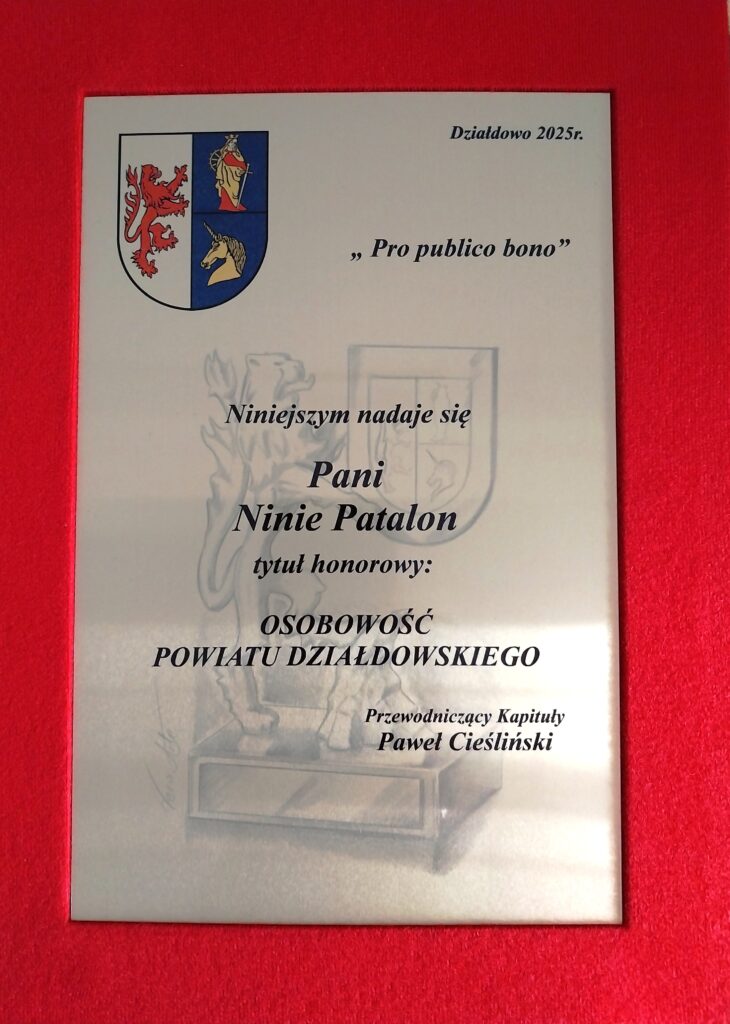 Działdowo 2025r.
„ Pro publico bono”
Niniejszym nadaje się
Pani
Ninie Patalon
tytuł honorowy:
OSOBOWOŚĆ
POWIATU DZIAŁDOWSKIEGO
Przewodniczący Kapituły
Paweł Cieśliński